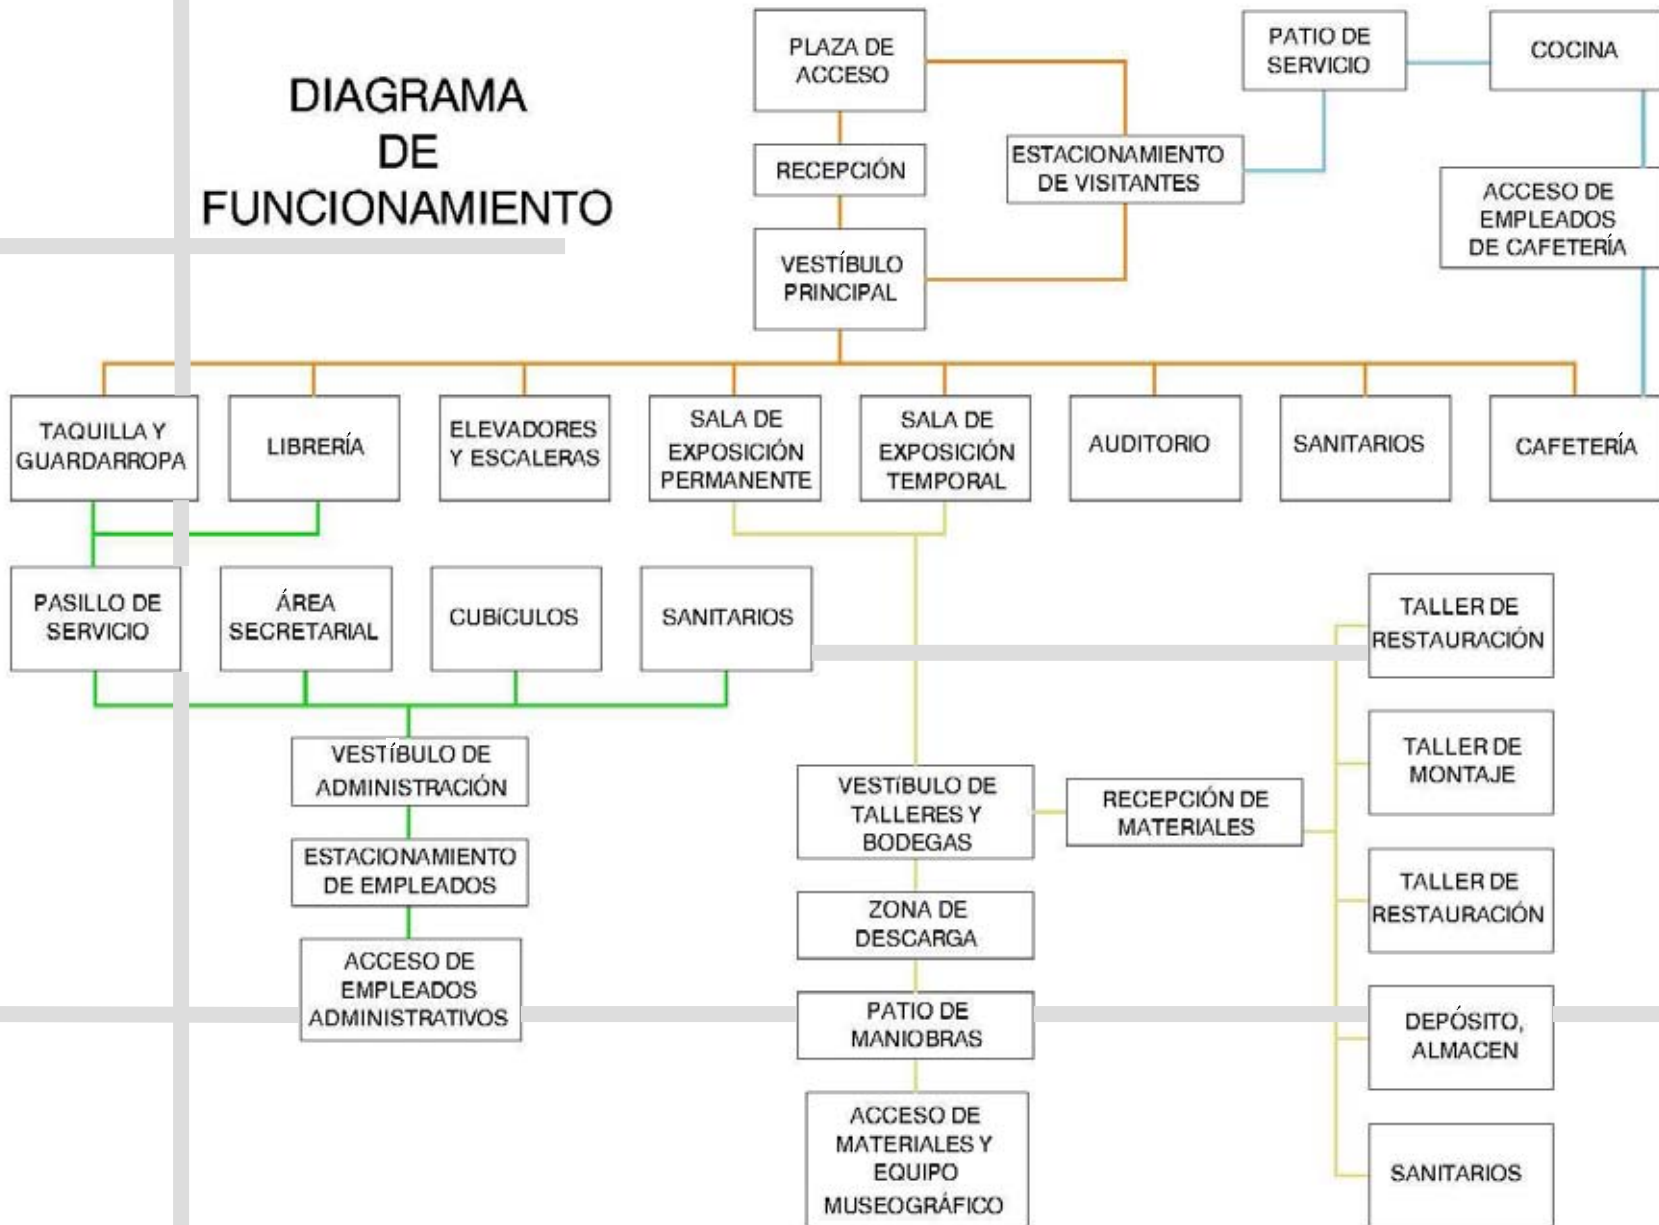 DIAGRAMA
DE
FUNCIONAMIENTO
PLAZA DE
ACCESO
PATIO DE
SERVICIO
COCINA
RECEPCIÓN
ESTACIONAMIENTO
DE VISITANTES
ACCESO DE
EMPLEADOS
DE CAFETERÍA
VESTÍBULO
PRINCIPAL
TAQUILLA Y
GUARDARROPA
LIBRERÍA
ELEVADORES
Y ESCALERAS
SALA DE
EXPOSICIÓN
PERMANENTE
SALA DE
EXPOSICIÓN
TEMPORAL
AUDITORIO
SANITARIOS
CAFETERÍA
PASILLO DE
SERVICIO
ÁREA
SECRETARIAL
CUBÍCULOS
SANITARIOS
TALLER DE
RESTAURACIÓN
VESTÍBULO DE
ADMINISTRACIÓN
VESTÍBULO DE
TALLERES Y
BODEGAS
RECEPCIÓN DE
MATERIALES
TALLER DE
MONTAJE
ESTACIONAMIENTO
DE EMPLEADOS
ZONA DE
DESCARGA
TALLER DE
RESTAURACIÓN
ACCESO DE
EMPLEADOS
ADMINISTRATIVOS
PATIO DE
MANIOBRAS
DEPÓSITO,
ALMACEN
ACCESO DE
MATERIALES Y
EQUIPO
MUSEOGRÁFICO
SANITARIOS